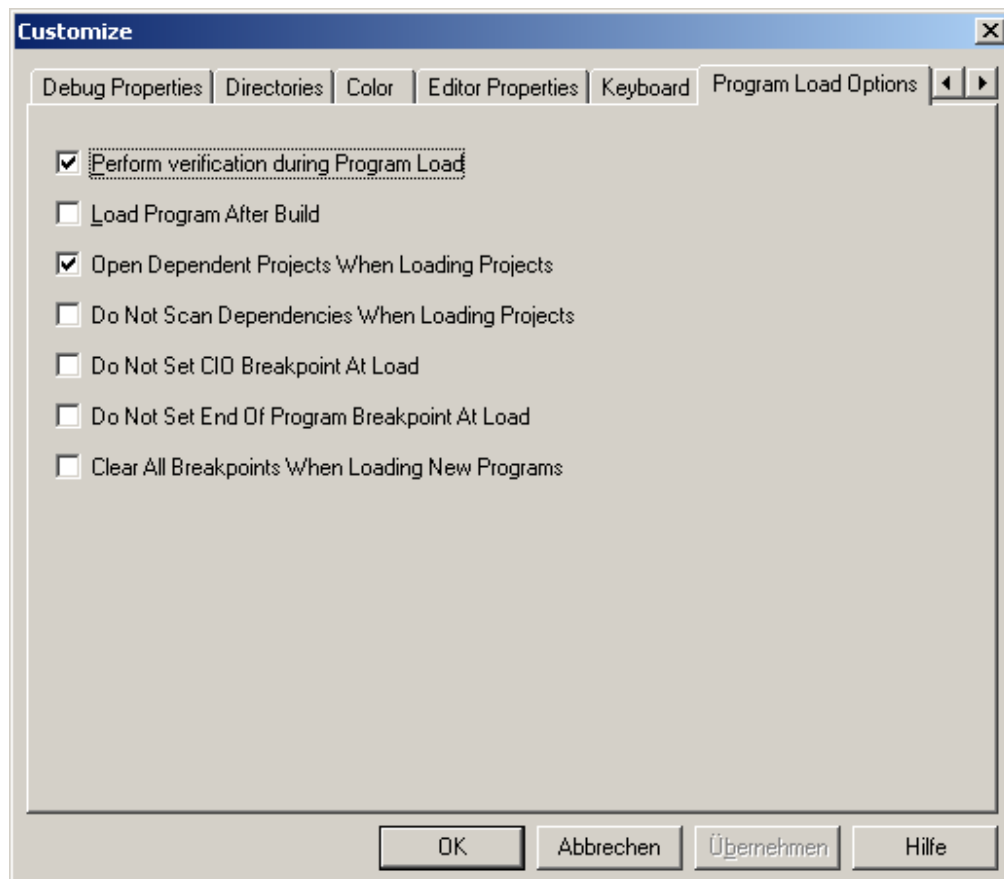 Customize
Debug Properties Directories Color Editor Properties Keyboard Program Load Options
Perform verification during Program Load
Load Program After Build
Open Dependent Projects When Loading Projects
Do Not Scan Dependencies When Loading Projects
Do Not Set CIO Breakpoint At Load
Do Not Set End Of Program Breakpoint At Load
Clear All Breakpoints When Loading New Programs
OK Abbrechen Übernehmen Hilfe